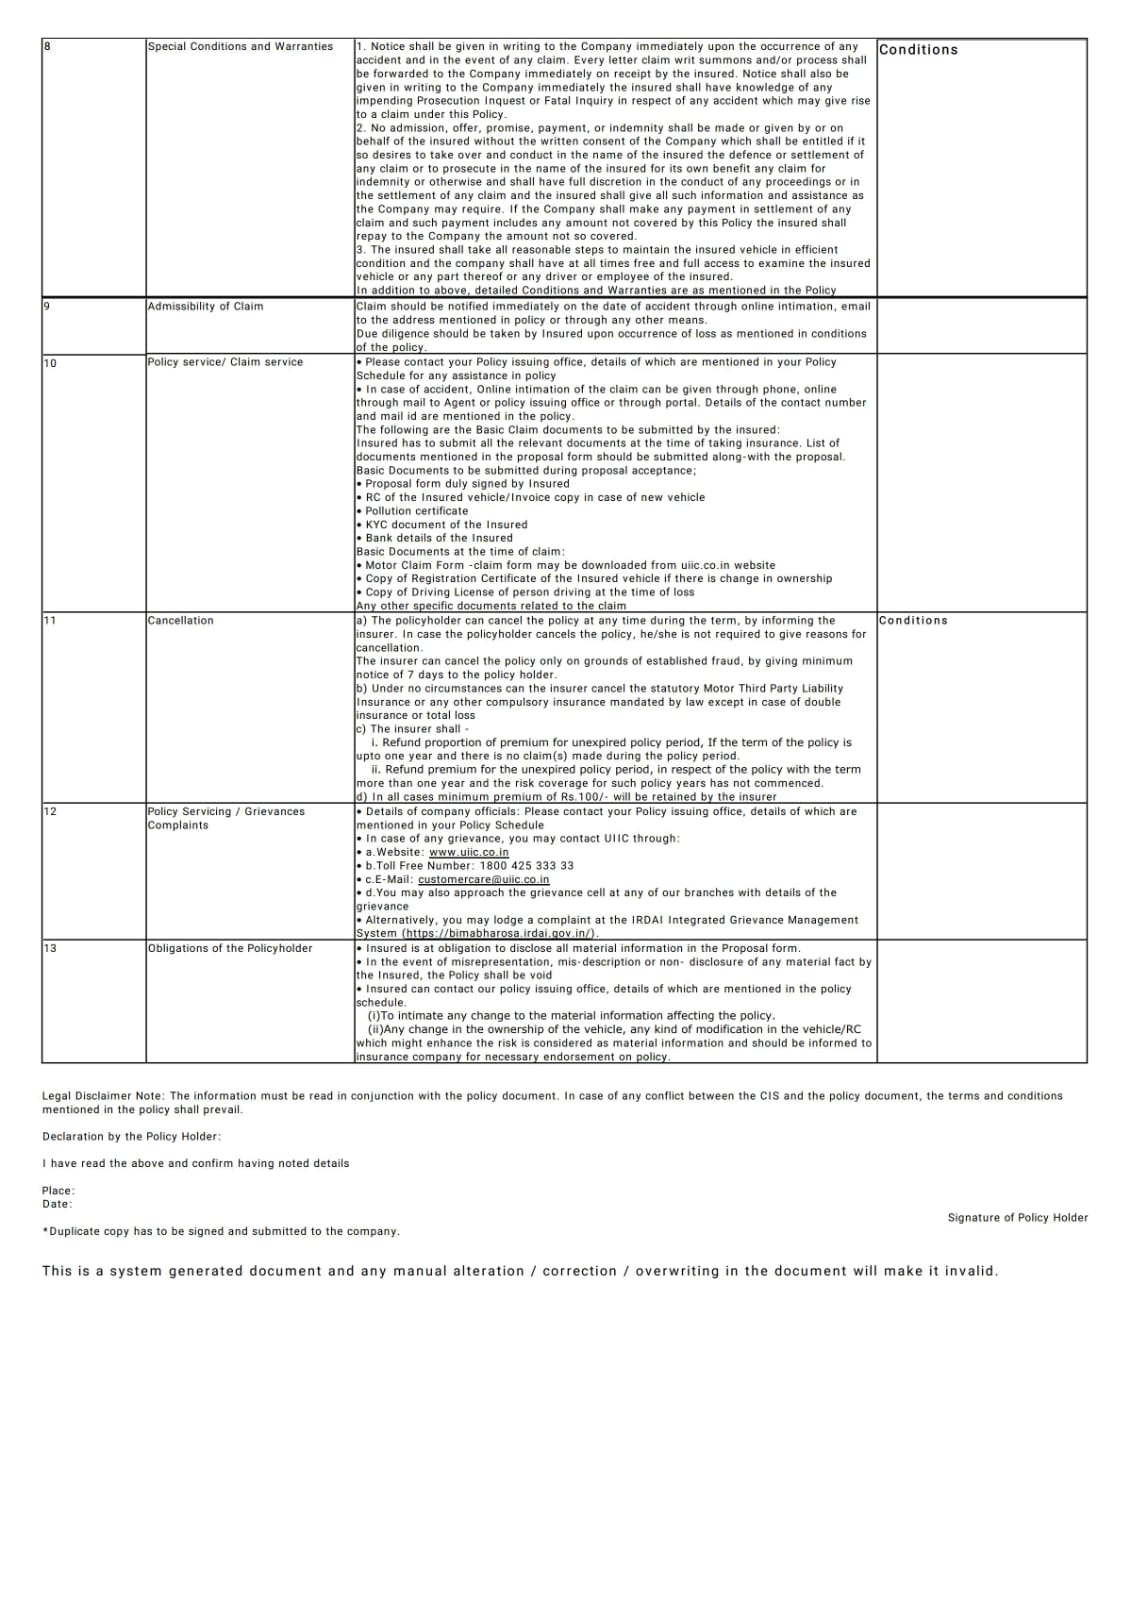 8
Special Conditions and Warranties
1. Notice shall be given in writing to the Company immediately upon the occurrence of any
accident and in the event of any claim. Every letter claim writ summons and/or process shall
be forwarded to the Company immediately on receipt by the insured. Notice shall also be
given in writing to the Company immediately the insured shall have knowledge of any
impending Prosecution Inquest or Fatal Inquiry in respect of any accident which may give rise
to a claim under this Policy.
2. No admission, offer, promise, payment, or indemnity shall be made or given by or on
behalf of the insured without the written consent of the Company which shall be entitled if it
so desires to take over and conduct in the name of the insured the defence or settlement of
any claim or to prosecute in the name of the insured for its own benefit any claim for
indemnity or otherwise and shall have full discretion in the conduct of any proceedings or in
the settlement of any claim and the insured shall give all such information and assistance as
the Company may require. If the Company shall make any payment in settlement of any
claim and such payment includes any amount not covered by this Policy the insured shall
repay to the Company the amount not so covered.
3. The insured shall take all reasonable steps to maintain the insured vehicle in efficient
condition and the company shall have at all times free and full access to examine the insured
vehicle or any part thereof or any driver or employee of the insured.
In addition to above, detailed Conditions and Warranties are as mentioned in the Policy
Conditions
9
Admissibility of Claim
Claim should be notified immediately on the date of accident through online intimation, email
to the address mentioned in policy or through any other means.
Due diligence should be taken by Insured upon occurrence of loss as mentioned in conditions
of the policy.
10
Policy service/ Claim service
• Please contact your Policy issuing office, details of which are mentioned in your Policy
Schedule for any assistance in policy
• In case of accident, Online intimation of the claim can be given through phone, online
through mail to Agent or policy issuing office or through portal. Details of the contact number
and mail id are mentioned in the policy.
The following are the Basic Claim documents to be submitted by the insured:
Insured has to submit all the relevant documents at the time of taking insurance. List of
documents mentioned in the proposal form should be submitted along-with the proposal.
Basic Documents to be submitted during proposal acceptance;
• Proposal form duly signed by Insured
• RC of the Insured vehicle/Invoice copy in case of new vehicle
• Pollution certificate
• KYC document of the Insured
• Bank details of the Insured
Basic Documents at the time of claim:
• Motor Claim Form -claim form may be downloaded from uiic.co.in website
• Copy of Registration Certificate of the Insured vehicle if there is change in ownership
• Copy of Driving License of person driving at the time of loss
Any other specific documents related to the claim
11
Cancellation
a) The policyholder can cancel the policy at any time during the term, by informing the
insurer. In case the policyholder cancels the policy, he/she is not required to give reasons for
cancellation.
The insurer can cancel the policy only on grounds of established fraud, by giving minimum
notice of 7 days to the policy holder.
b) Under no circumstances can the insurer cancel the statutory Motor Third Party Liability
Insurance or any other compulsory insurance mandated by law except in case of double
insurance or total loss
c) The insurer shall -
i. Refund proportion of premium for unexpired policy period, If the term of the policy is
upto one year and there is no claim(s) made during the policy period.
ii. Refund premium for the unexpired policy period, in respect of the policy with the term
more than one year and the risk coverage for such policy years has not commenced.
d) In all cases minimum premium of Rs.100/- will be retained by the insurer
Conditions
12
Policy Servicing / Grievances
Complaints
• Details of company officials: Please contact your Policy issuing office, details of which are
mentioned in your Policy Schedule
• In case of any grievance, you may contact UIIC through:
• a.Website: www.uiic.co.in
• b.Toll Free Number: 1800 425 333 33
• c.E-Mail: customercare@uiic.co.in
• d.You may also approach the grievance cell at any of our branches with details of the
grievance
• Alternatively, you may lodge a complaint at the IRDAI Integrated Grievance Management
System (https://bimabharosa.irdai.gov.in/).
13
Obligations of the Policyholder
• Insured is at obligation to disclose all material information in the Proposal form.
• In the event of misrepresentation, mis-description or non- disclosure of any material fact by
the Insured, the Policy shall be void
• Insured can contact our policy issuing office, details of which are mentioned in the policy
schedule.
(i)To intimate any change to the material information affecting the policy.
(ii)Any change in the ownership of the vehicle, any kind of modification in the vehicle/RC
which might enhance the risk is considered as material information and should be informed to
insurance company for necessary endorsement on policy.
Legal Disclaimer Note: The information must be read in conjunction with the policy document. In case of any conflict between the CIS and the policy document, the terms and conditions
mentioned in the policy shall prevail.
Declaration by the Policy Holder:
I have read the above and confirm having noted details
Place:
Date:
Signature of Policy Holder
*Duplicate copy has to be signed and submitted to the company.
This is a system generated document and any manual alteration / correction / overwriting in the document will make it invalid.